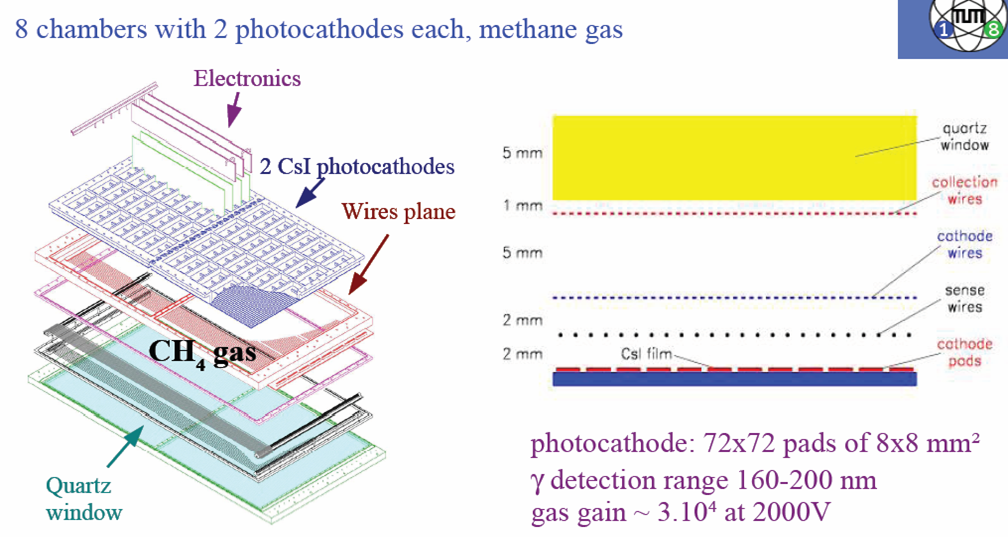 8 chambers with 2 photocathodes each, methane gas
TUM
1 8
Electronics
2 CsI photocathodes
Wires plane
CH₄ gas
Quartz
window
5 mm
1 mm
5 mm
2 mm
2 mm
quartz
window
collection
wires
cathode
wires
sense
wires
CsI film
cathode
pads
photocathode: 72x72 pads of 8x8 mm²
γ detection range 160-200 nm
gas gain ~ 3.10⁴ at 2000V